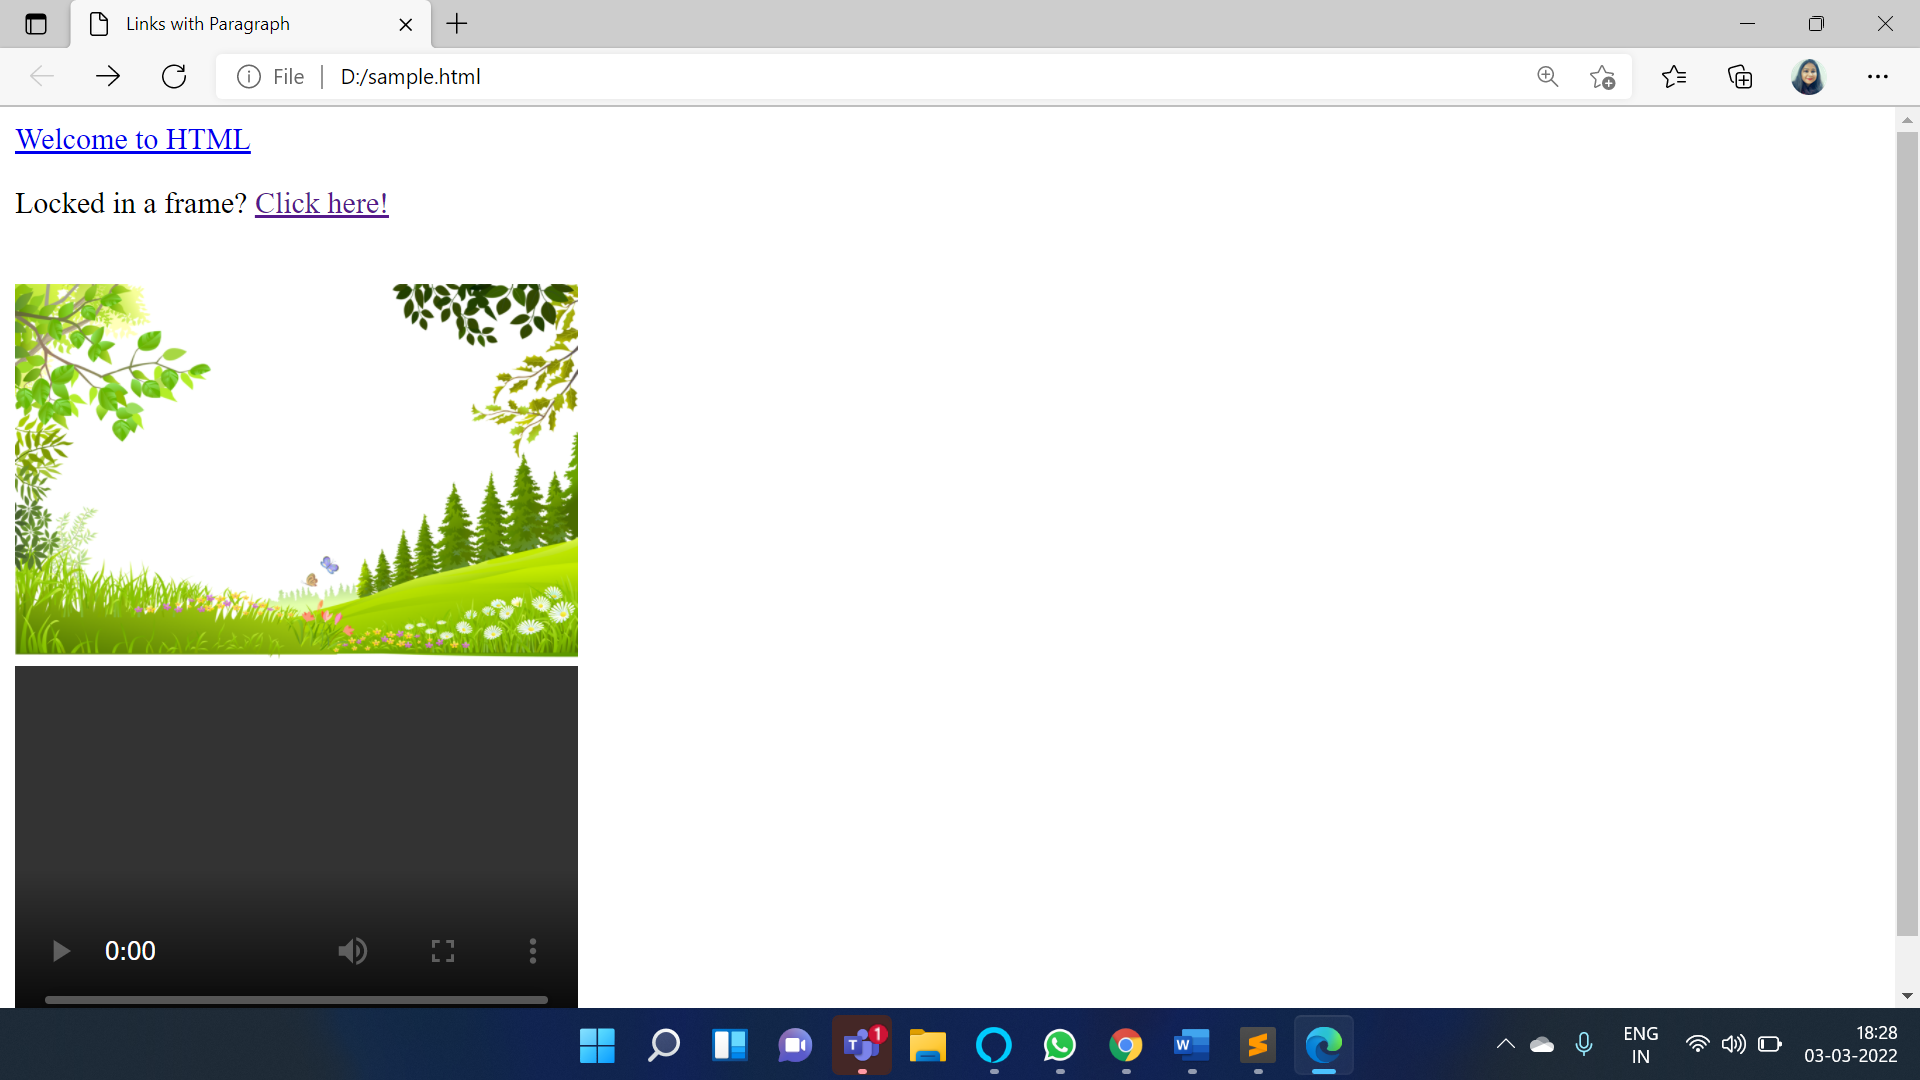 Links with Paragraph
File D:/sample.html
Welcome to HTML
Locked in a frame? Click here!
0:00
T 1
W
ENG
IN
18:28
03-03-2022